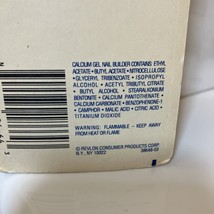 CALCIUM GEL NAIL BUILDER CONTAINS: ETHYL
ACETATE • BUTYL ACETATE • NITROCELLULOSE
• GLYCERYL TRIBENZOATE • ISOPROPYL
ALCOHOL • ACETYL TRIBUTYL CITRATE
• BUTYL ALCOHOL • STEARALKONIUM
BENTONITE • CALCIUM PANTOTHENATE
• CALCIUM CARBONATE • BENZOPHENONE-1
• CAMPHOR • MALIC ACID • CITRIC ACID •
TITANIUM DIOXIDE
WARNING: FLAMMABLE - KEEP AWAY
FROM HEAT OR FLAME
© REVLON CONSUMER PRODUCTS CORP
N.Y., NY 10022